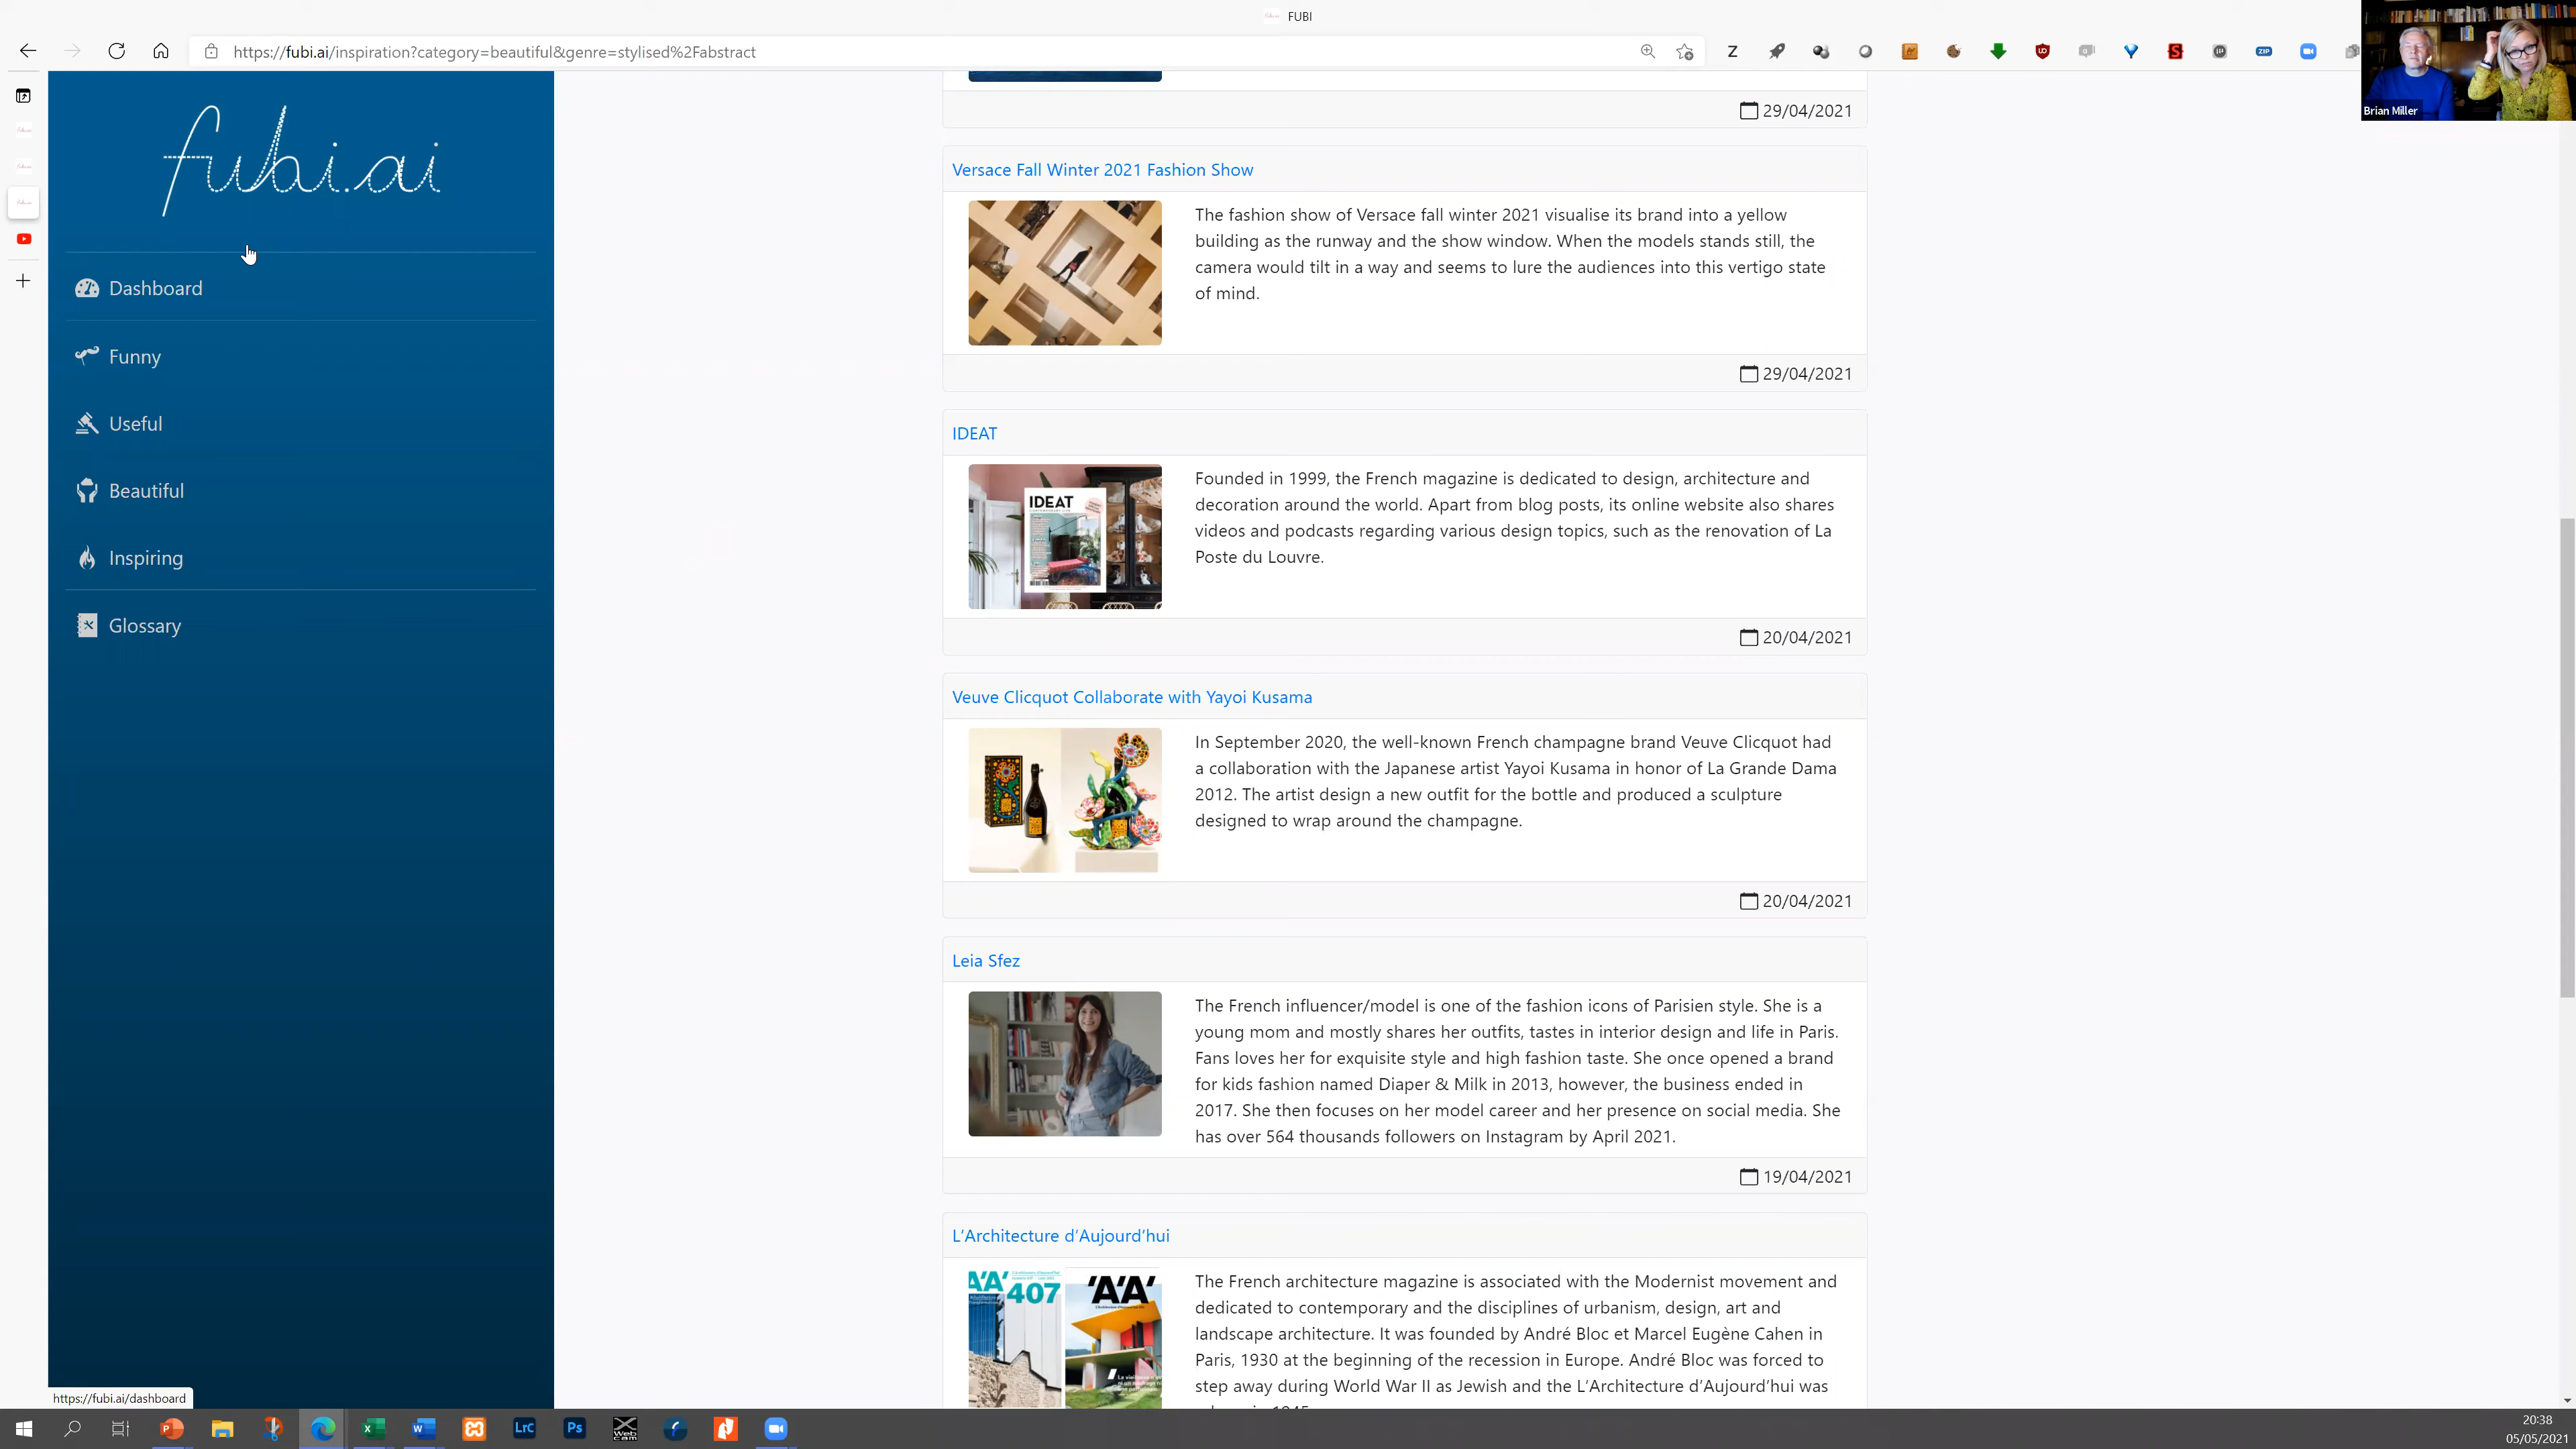 FUBI
https://fubi.ai/inspiration?category=beautiful&genre=stylised%2Fabstract
Brian Miller
fubi.ai
Dashboard
Funny
Useful
Beautiful
Inspiring
Glossary
29/04/2021
Versace Fall Winter 2021 Fashion Show
The fashion show of Versace fall winter 2021 visualise its brand into a yellow
building as the runway and the show window. When the models stands still, the
camera would tilt in a way and seems to lure the audiences into this vertigo state
of mind.
29/04/2021
IDEAT
IDEAT
Founded in 1999, the French magazine is dedicated to design, architecture and
decoration around the world. Apart from blog posts, its online website also shares
videos and podcasts regarding various design topics, such as the renovation of La
Poste du Louvre.
20/04/2021
Veuve Clicquot Collaborate with Yayoi Kusama
In September 2020, the well-known French champagne brand Veuve Clicquot had
a collaboration with the Japanese artist Yayoi Kusama in honor of La Grande Dama
2012. The artist design a new outfit for the bottle and produced a sculpture
designed to wrap around the champagne.
20/04/2021
Leia Sfez
The French influencer/model is one of the fashion icons of Parisien style. She is a
young mom and mostly shares her outfits, tastes in interior design and life in Paris.
Fans loves her for exquisite style and high fashion taste. She once opened a brand
for kids fashion named Diaper & Milk in 2013, however, the business ended in
2017. She then focuses on her model career and her presence on social media. She
has over 564 thousands followers on Instagram by April 2021.
19/04/2021
L'Architecture d'Aujourd'hui
'A'A' 407
'A'A'
The French architecture magazine is associated with the Modernist movement and
dedicated to contemporary and the disciplines of urbanism, design, art and
landscape architecture. It was founded by André Bloc et Marcel Eugène Cahen in
Paris, 1930 at the beginning of the recession in Europe. André Bloc was forced to
step away during World War II as Jewish and the L'Architecture d'Aujourd'hui was
https://fubi.ai/dashboard
LrC
Ps
Web
cam
20:38
05/05/2021